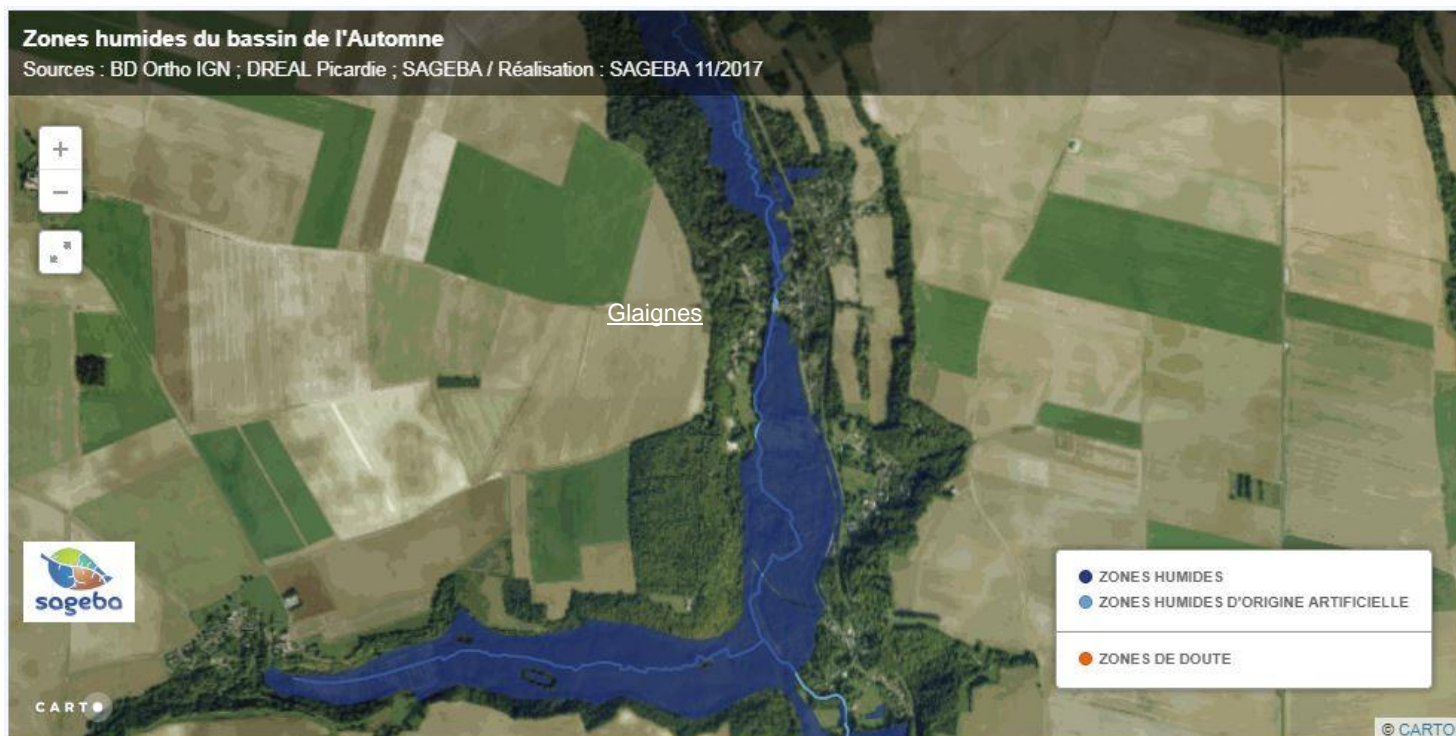 Zones humides du bassin de l'Automne
Sources : BD Ortho IGN ; DREAL Picardie ; SAGEBA / Réalisation : SAGEBA 11/2017
+
−
Glaignes
sageba
ZONES HUMIDES
ZONES HUMIDES D'ORIGINE ARTIFICIELLE
ZONES DE DOUTE
CARTO
© CARTO